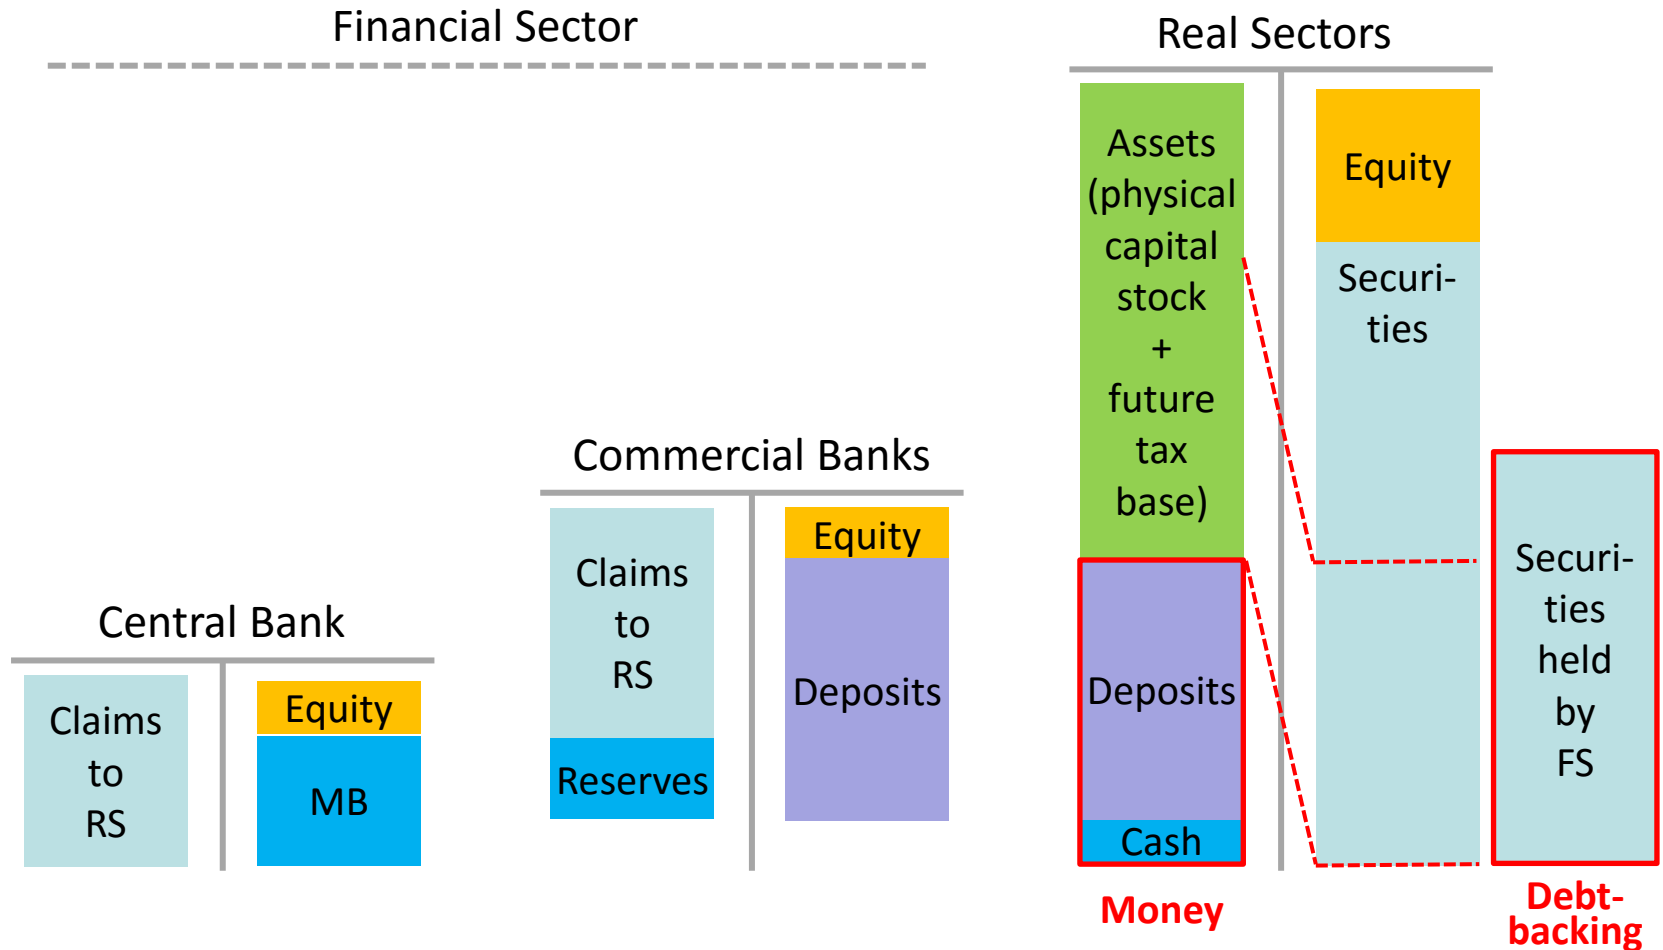 Financial Sector
Real Sectors
Assets
(physical
capital
stock
+
future
tax
base)
Equity
Securi-
ties
Commercial Banks
Claims
to
RS
Equity
Deposits
Reserves
Central Bank
Claims
to
RS
Equity
MB
Deposits
Cash
Securi-
ties
held
by
FS
Money
Debt-
backing